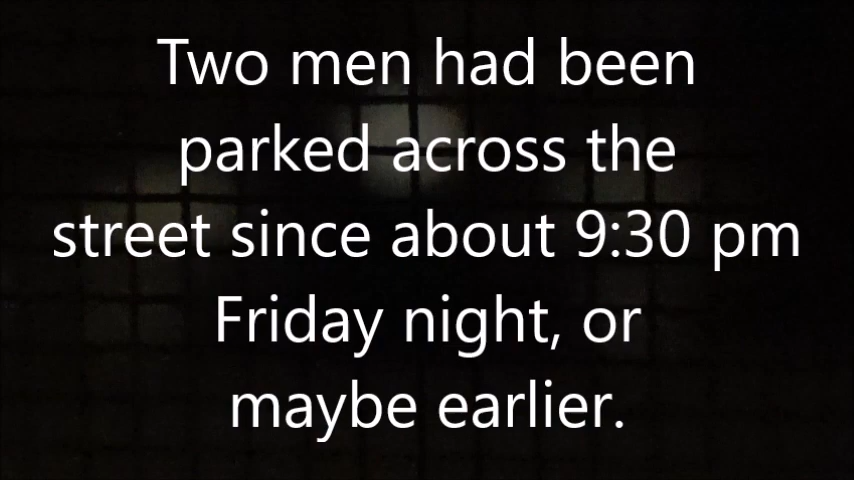 Two men had been
parked across the
street since about 9:30 pm
Friday night, or
maybe earlier.